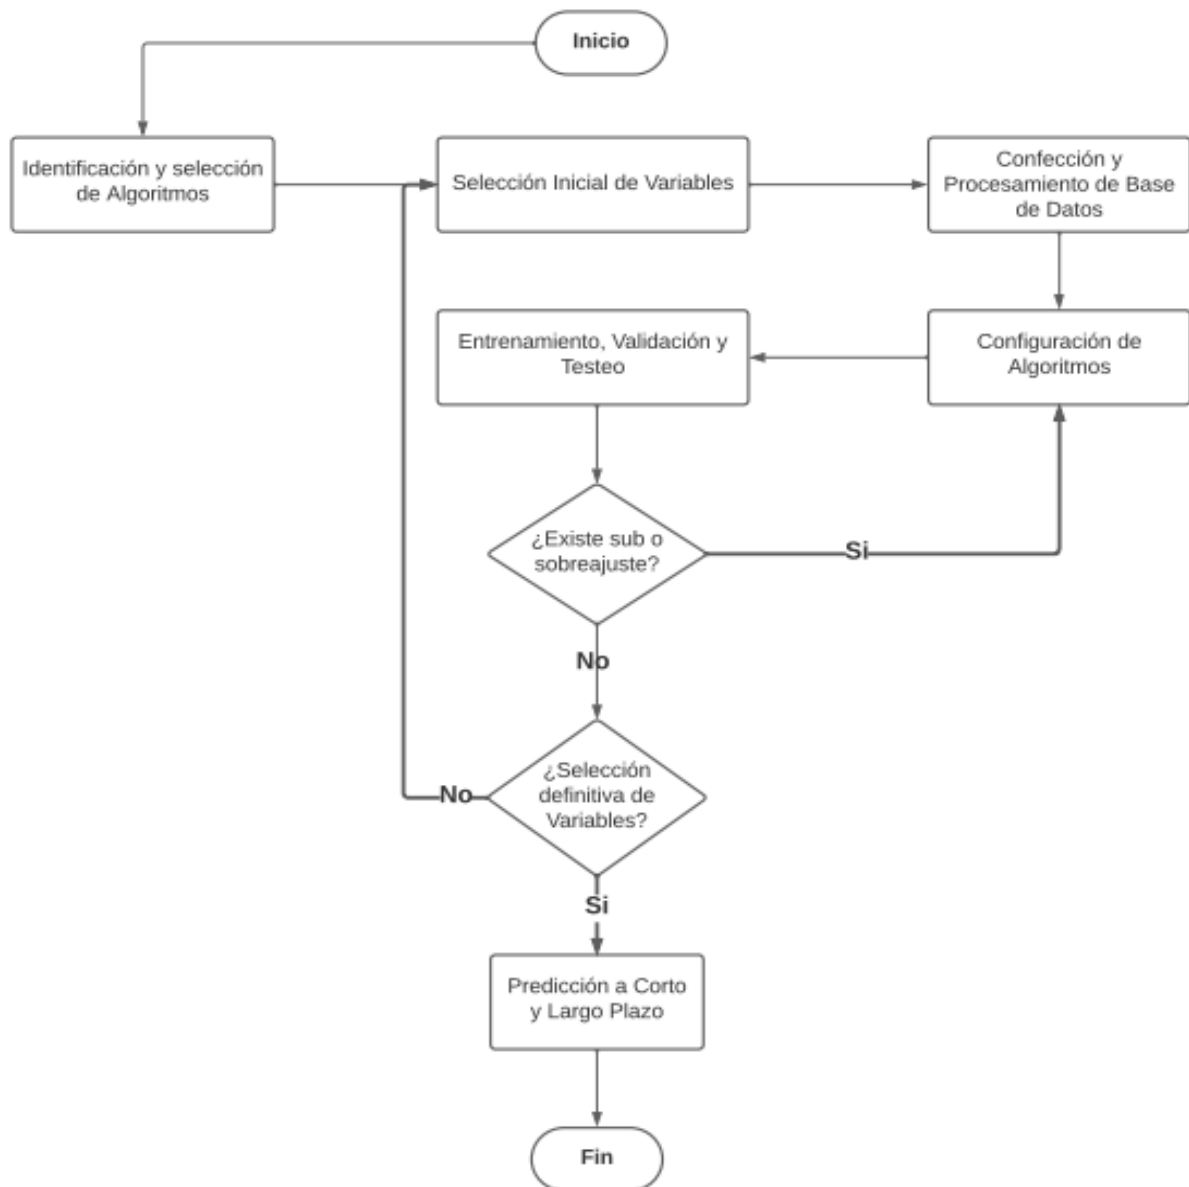 Inicio
Identificación y selección
de Algoritmos
Selección Inicial de Variables
Confección y
Procesamiento de Base
de Datos
Entrenamiento, Validación y
Testeo
Configuración de
Algoritmos
¿Existe sub o
sobreajuste?
Si
No
¿Selección
definitiva de
Variables?
No
Si
Predicción a Corto
y Largo Plazo
Fin